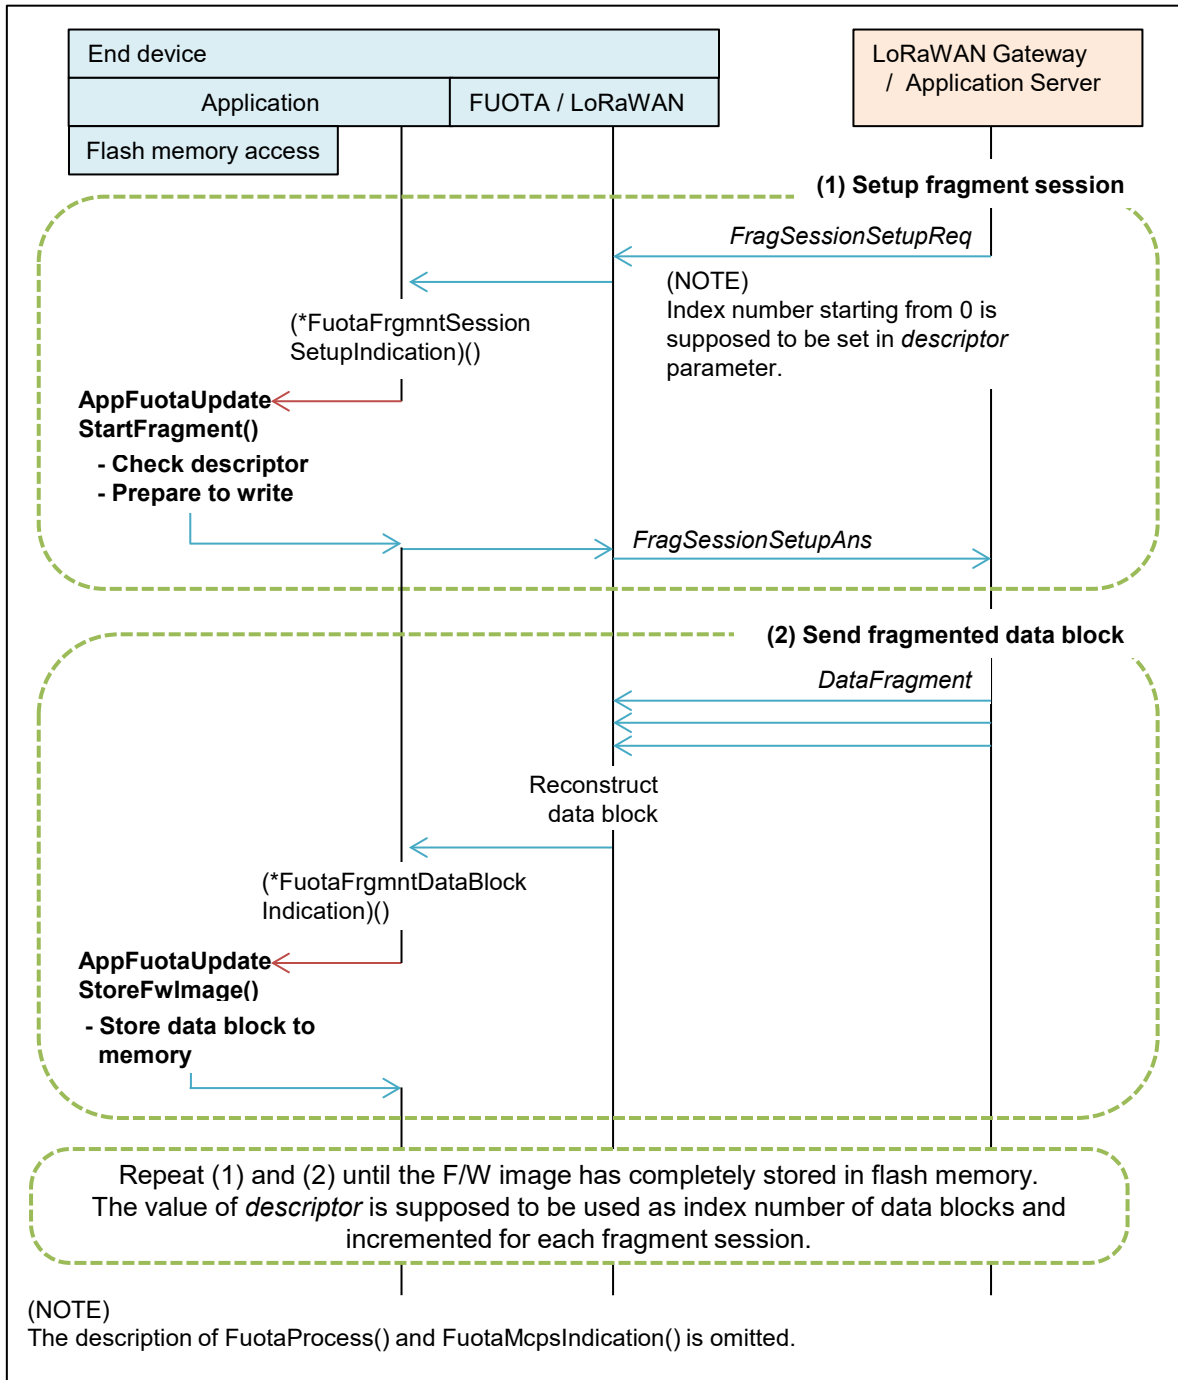 End device
LoRaWAN Gateway
/ Application Server
Application
FUOTA / LoRaWAN
Flash memory access
(1) Setup fragment session
FragSessionSetupReq
(NOTE)
Index number starting from 0 is
supposed to be set in descriptor
parameter.
(*FuotaFrgmntSession
SetupIndication)()
AppFuotaUpdate
StartFragment()
- Check descriptor
- Prepare to write
FragSessionSetupAns
(2) Send fragmented data block
DataFragment
Reconstruct
data block
(*FuotaFrgmntDataBlock
Indication)()
AppFuotaUpdate
StoreFwImage()
- Store data block to
memory
Repeat (1) and (2) until the F/W image has completely stored in flash memory.
The value of descriptor is supposed to be used as index number of data blocks and
incremented for each fragment session.
(NOTE)
The description of FuotaProcess() and FuotaMcpsIndication() is omitted.